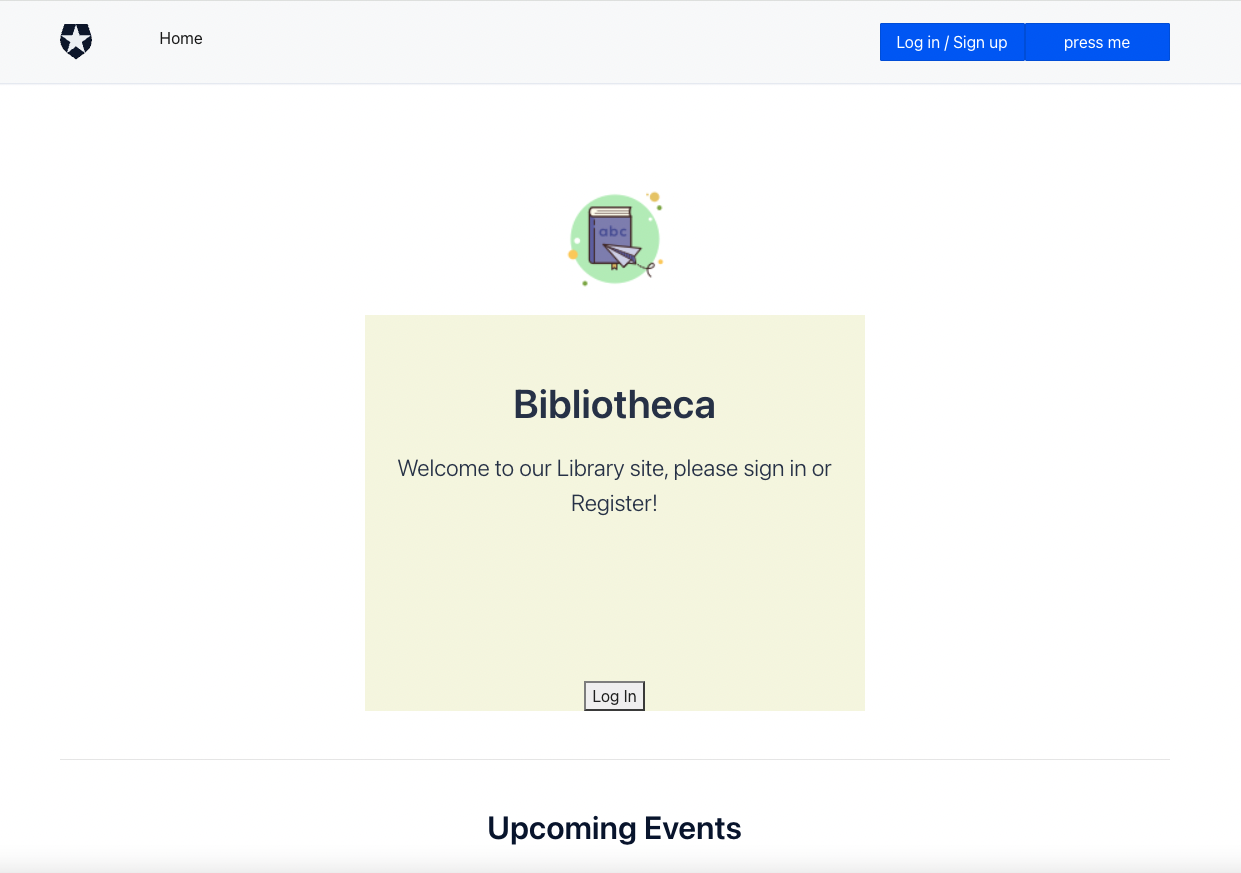 Home
Log in / Sign up
press me
abc
Bibliotheca
Welcome to our Library site, please sign in or
Register!
Log In
Upcoming Events